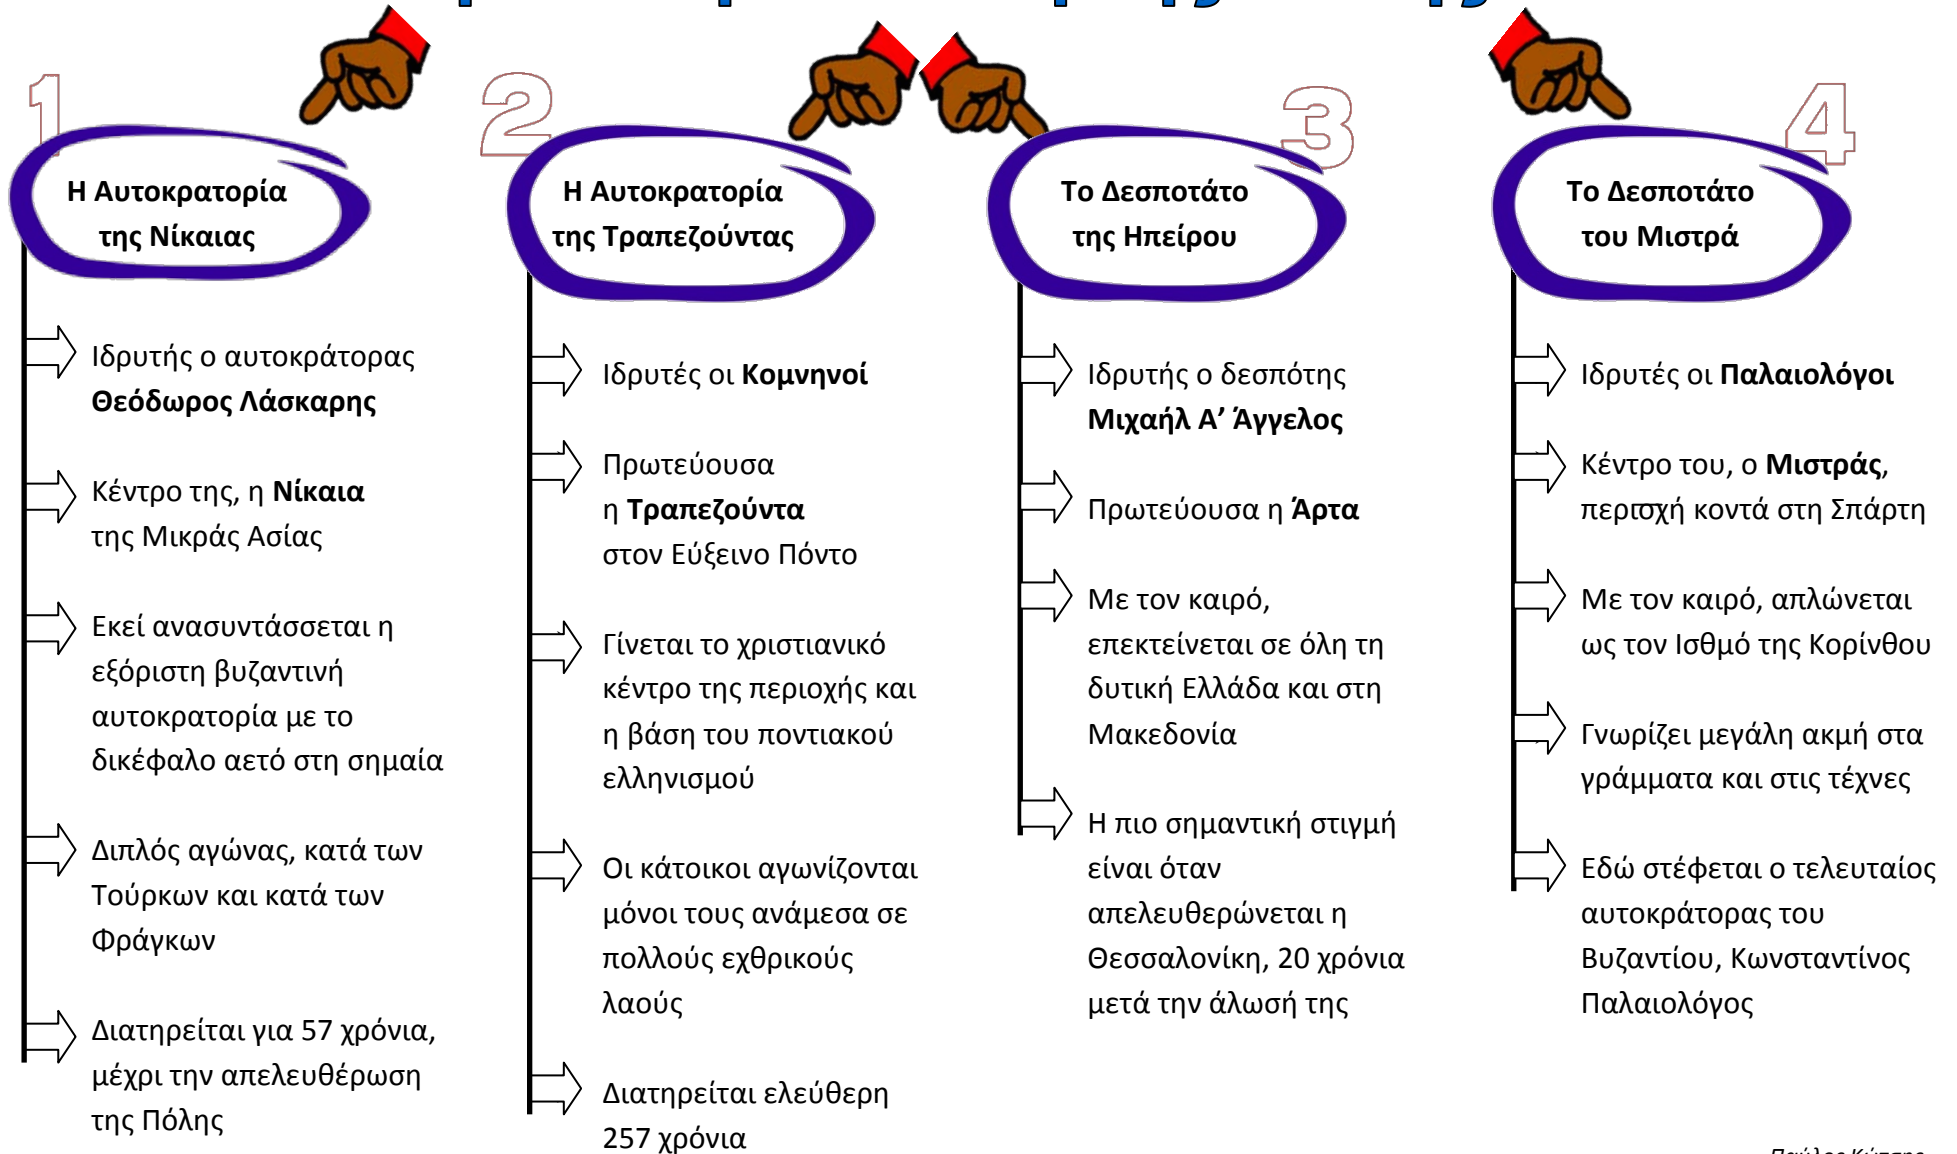 1
Η Αυτοκρατορία
της Νίκαιας
Ιδρυτής ο αυτοκράτορας
Θεόδωρος Λάσκαρης
Κέντρο της, η Νίκαια
της Μικράς Ασίας
Εκεί ανασυντάσσεται η
εξόριστη βυζαντινή
αυτοκρατορία με το
δικέφαλο αετό στη σημαία
Διπλός αγώνας, κατά των
Τούρκων και κατά των
Φράγκων
Διατηρείται για 57 χρόνια,
μέχρι την απελευθέρωση
της Πόλης
2
Η Αυτοκρατορία
της Τραπεζούντας
Ιδρυτές οι Κομνηνοί
Πρωτεύουσα
η Τραπεζούντα
στον Εύξεινο Πόντο
Γίνεται το χριστιανικό
κέντρο της περιοχής και
η βάση του ποντιακού
ελληνισμού
Οι κάτοικοι αγωνίζονται
μόνοι τους ανάμεσα σε
πολλούς εχθρικούς
λαούς
Διατηρείται ελεύθερη
257 χρόνια
3
Το Δεσποτάτο
της Ηπείρου
Ιδρυτής ο δεσπότης
Μιχαήλ Α’ Άγγελος
Πρωτεύουσα η Άρτα
Με τον καιρό,
επεκτείνεται σε όλη τη
δυτική Ελλάδα και στη
Μακεδονία
Η πιο σημαντική στιγμή
είναι όταν
απελευθερώνεται η
Θεσσαλονίκη, 20 χρόνια
μετά την άλωσή της
4
Το Δεσποτάτο
του Μιστρά
Ιδρυτές οι Παλαιολόγοι
Κέντρο του, ο Μιστράς,
περιοχή κοντά στη Σπάρτη
Με τον καιρό, απλώνεται
ως τον Ισθμό της Κορίνθου
Γνωρίζει μεγάλη ακμή στα
γράμματα και στις τέχνες
Εδώ στέφεται ο τελευταίος
αυτοκράτορας του
Βυζαντίου, Κωνσταντίνος
Παλαιολόγος